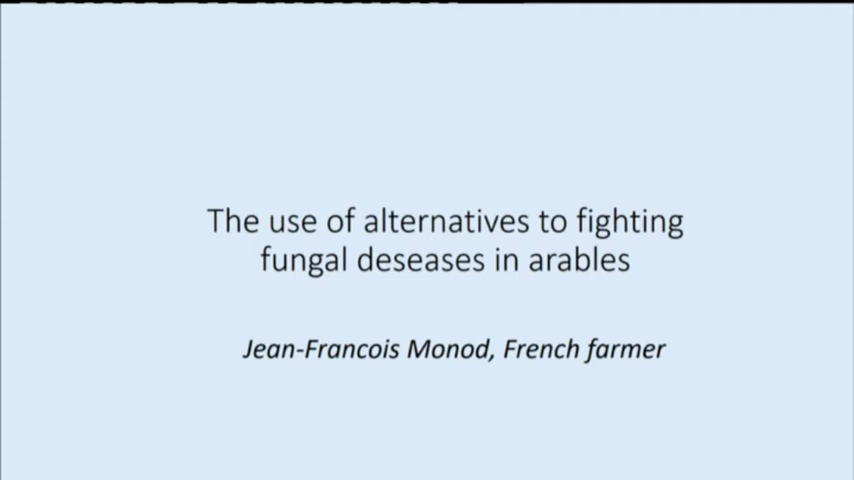 The use of alternatives to fighting
fungal deseases in arables
Jean-Francois Monod, French farmer